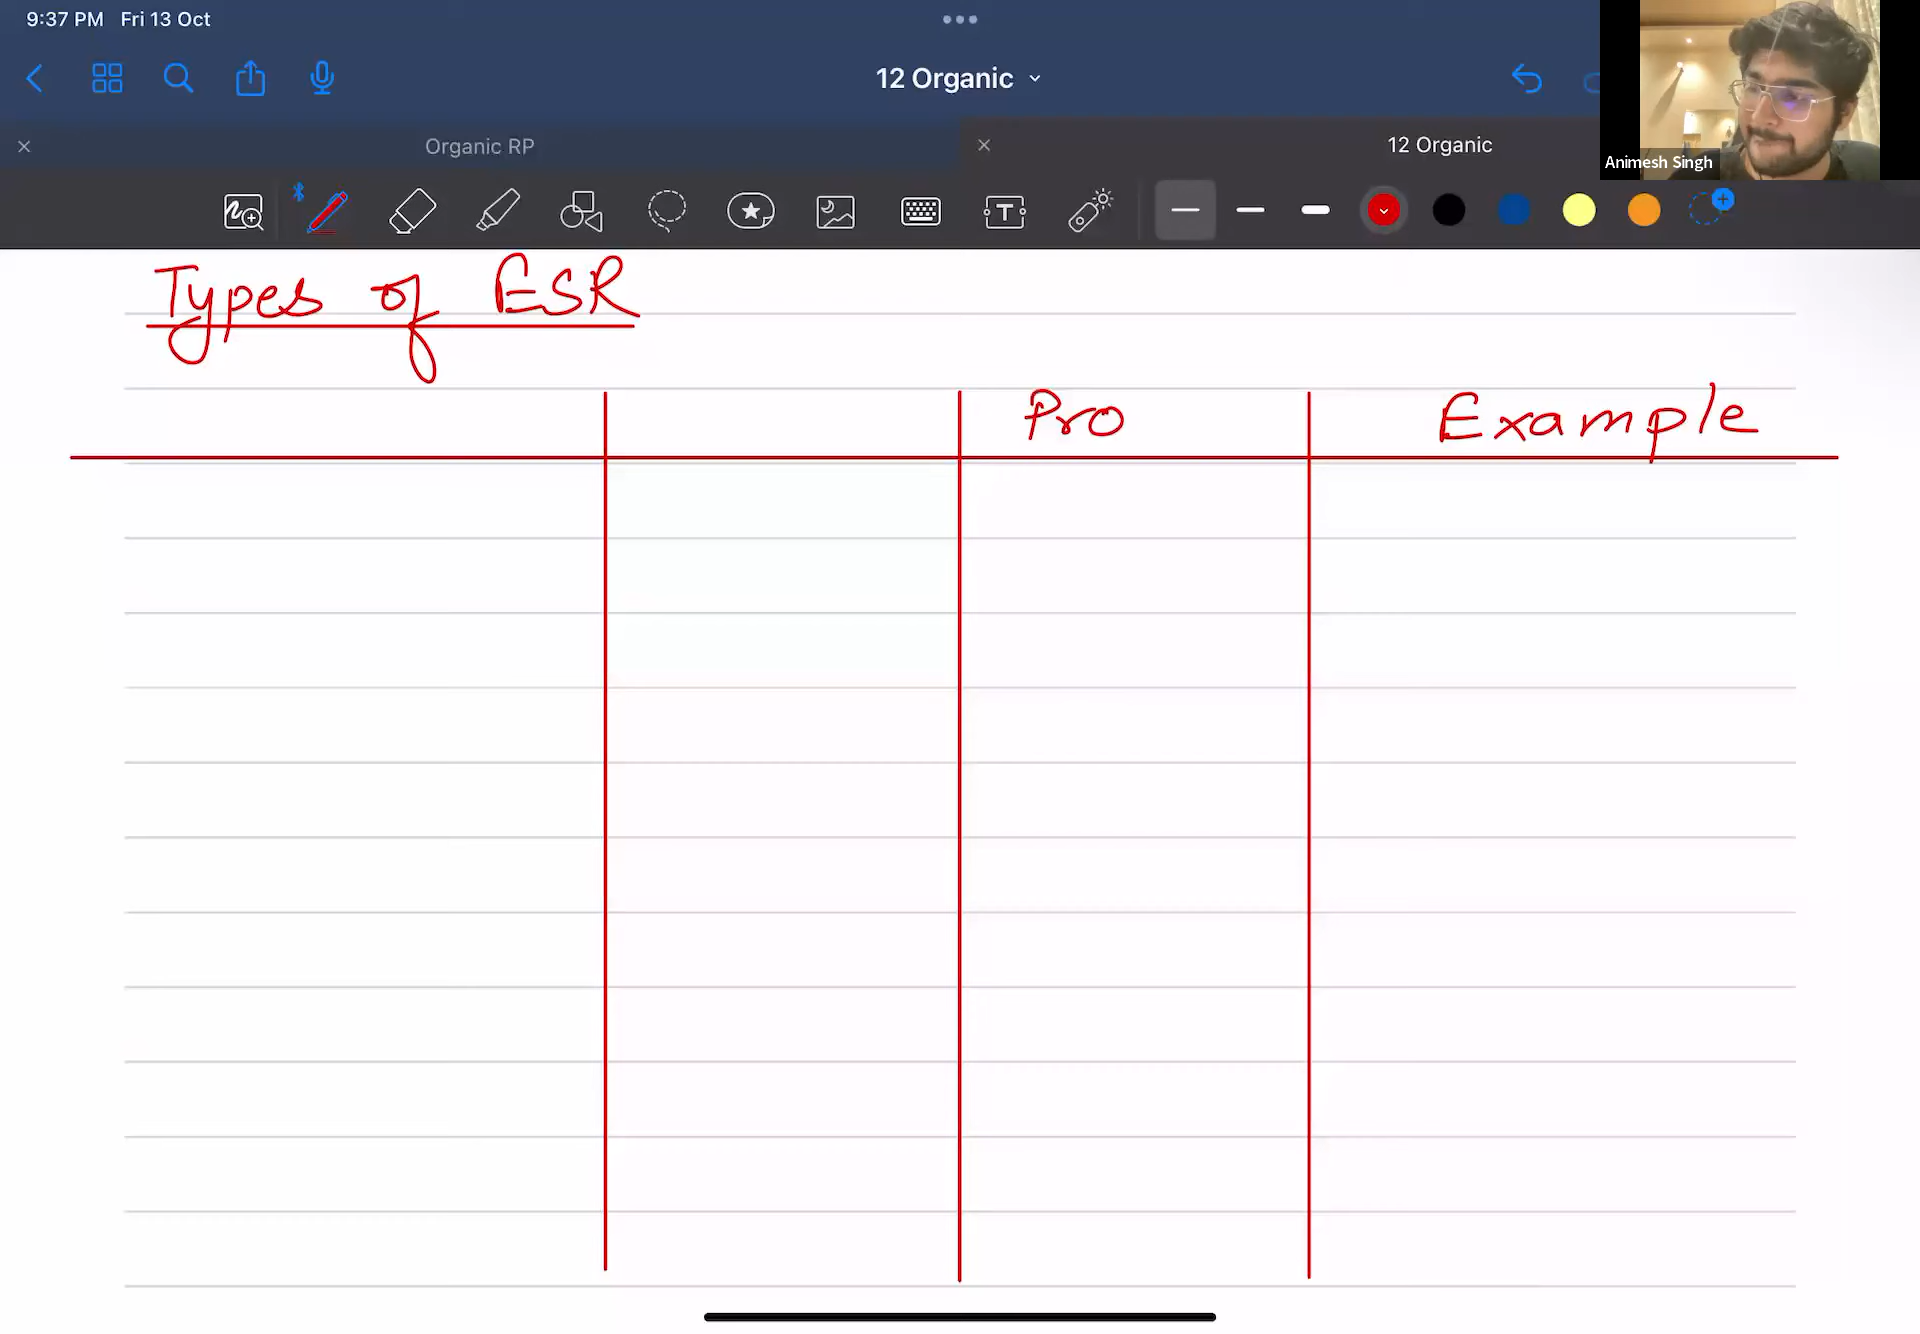 9:37 PM Fri 13 Oct
12 Organic
Organic RP
12 Organic
Animesh Singh
T
Types of ESR
Pro Example